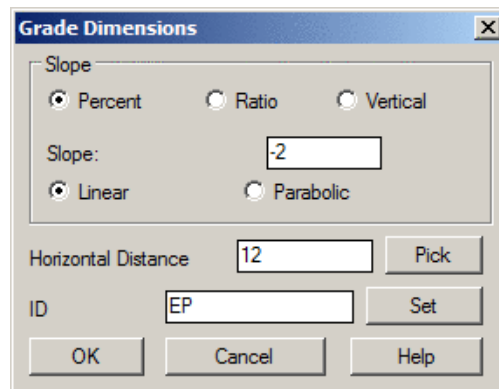 Grade Dimensions
Slope
Percent Ratio Vertical
Slope: -2
Linear Parabolic
Horizontal Distance 12 Pick
ID EP Set
OK Cancel Help